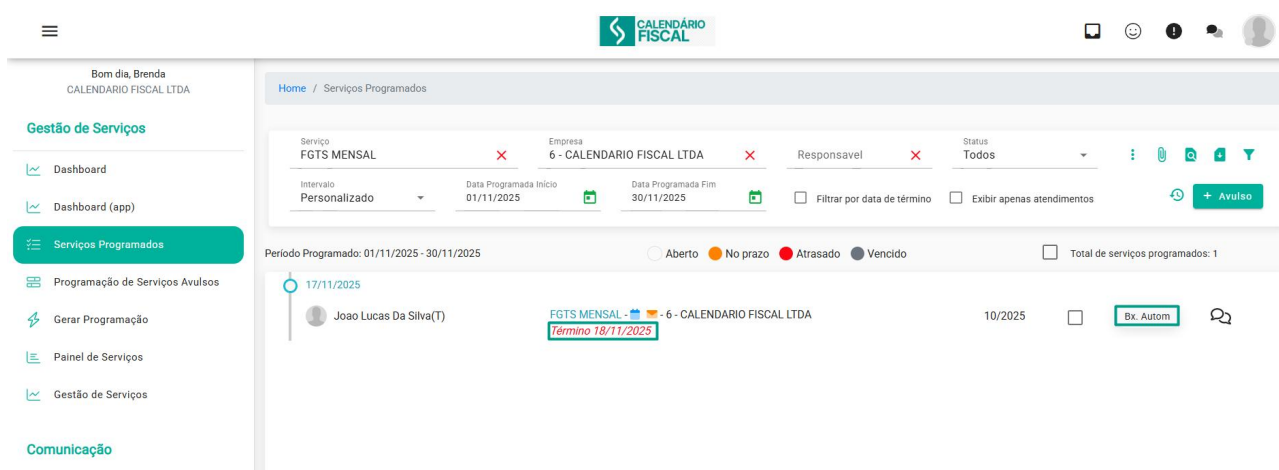 CALENDÁRIO
FISCAL
Bom dia, Brenda
CALENDARIO FISCAL LTDA
Gestão de Serviços
Dashboard
Dashboard (app)
Serviços Programados
Programação de Serviços Avulsos
Gerar Programação
Painel de Serviços
Gestão de Serviços
Comunicação
Home / Serviços Programados
Serviço
FGTS MENSAL
Empresa
6 - CALENDARIO FISCAL LTDA
Responsavel
Status
Todos
Intervalo
Personalizado
Data Programada Início
01/11/2025
Data Programada Fim
30/11/2025
Filtrar por data de término
Exibir apenas atendimentos
+ Avulso
Período Programado: 01/11/2025 - 30/11/2025
Aberto No prazo Atrasado Vencido
Total de serviços programados: 1
17/11/2025
Joao Lucas Da Silva(T)
FGTS MENSAL - - 6 - CALENDARIO FISCAL LTDA
Término 18/11/2025
10/2025
Bx. Autom